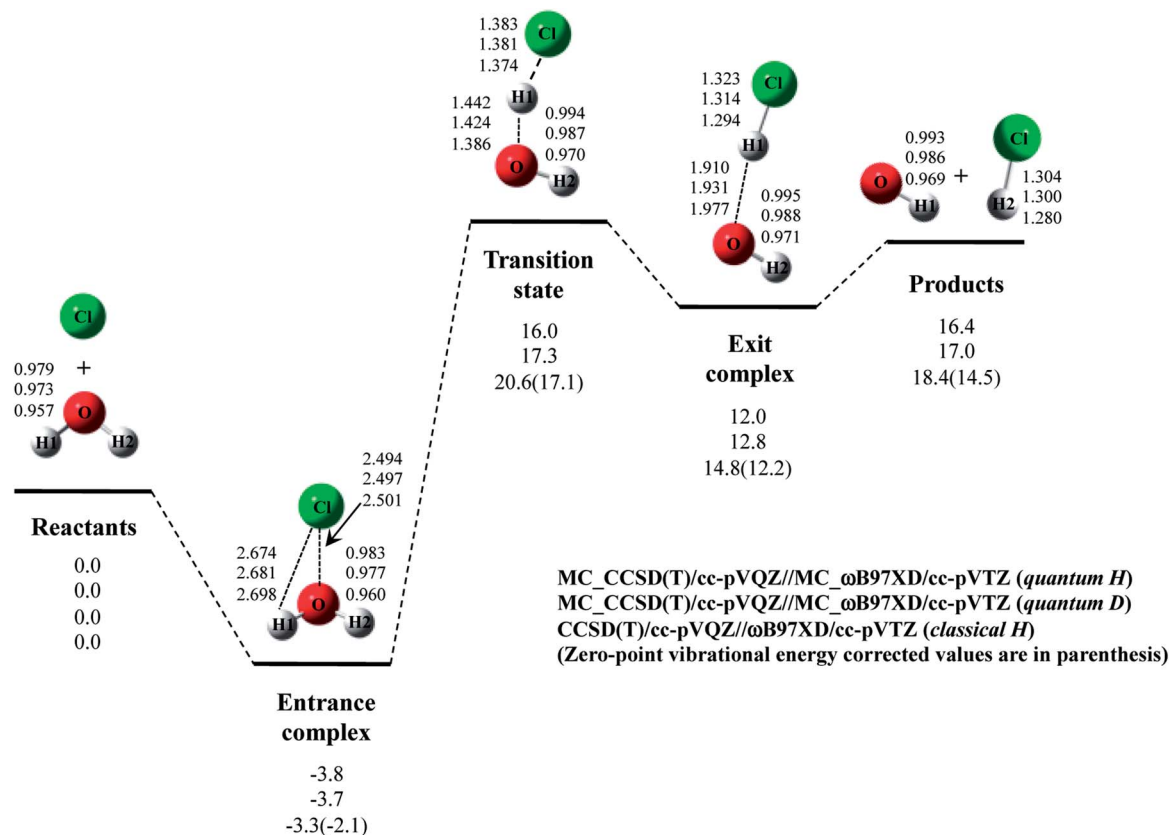 Cl
+
0.979
0.973
0.957
O
H1
H2
Reactants
0.0
0.0
0.0
0.0
2.494
2.497
2.501
Cl
2.674
2.681
2.698
0.983
0.977
0.960
O
H1
H2
Entrance
complex
-3.8
-3.7
-3.3(-2.1)
1.383
1.381
1.374
Cl
H1
1.442
1.424
1.386
0.994
0.987
0.970
O
H2
Transition
state
16.0
17.3
20.6(17.1)
1.323
1.314
1.294
Cl
H1
1.910
1.931
1.977
0.995
0.988
0.971
O
H2
Exit
complex
12.0
12.8
14.8(12.2)
0.993
0.986
0.969
O
H1
+
Cl
H2
1.304
1.300
1.280
Products
16.4
17.0
18.4(14.5)
MC_CCSD(T)/cc-pVQZ//MC_ωB97XD/cc-pVTZ (quantum H)
MC_CCSD(T)/cc-pVQZ//MC_ωB97XD/cc-pVTZ (quantum D)
CCSD(T)/cc-pVQZ//ωB97XD/cc-pVTZ (classical H)
(Zero-point vibrational energy corrected values are in parenthesis)